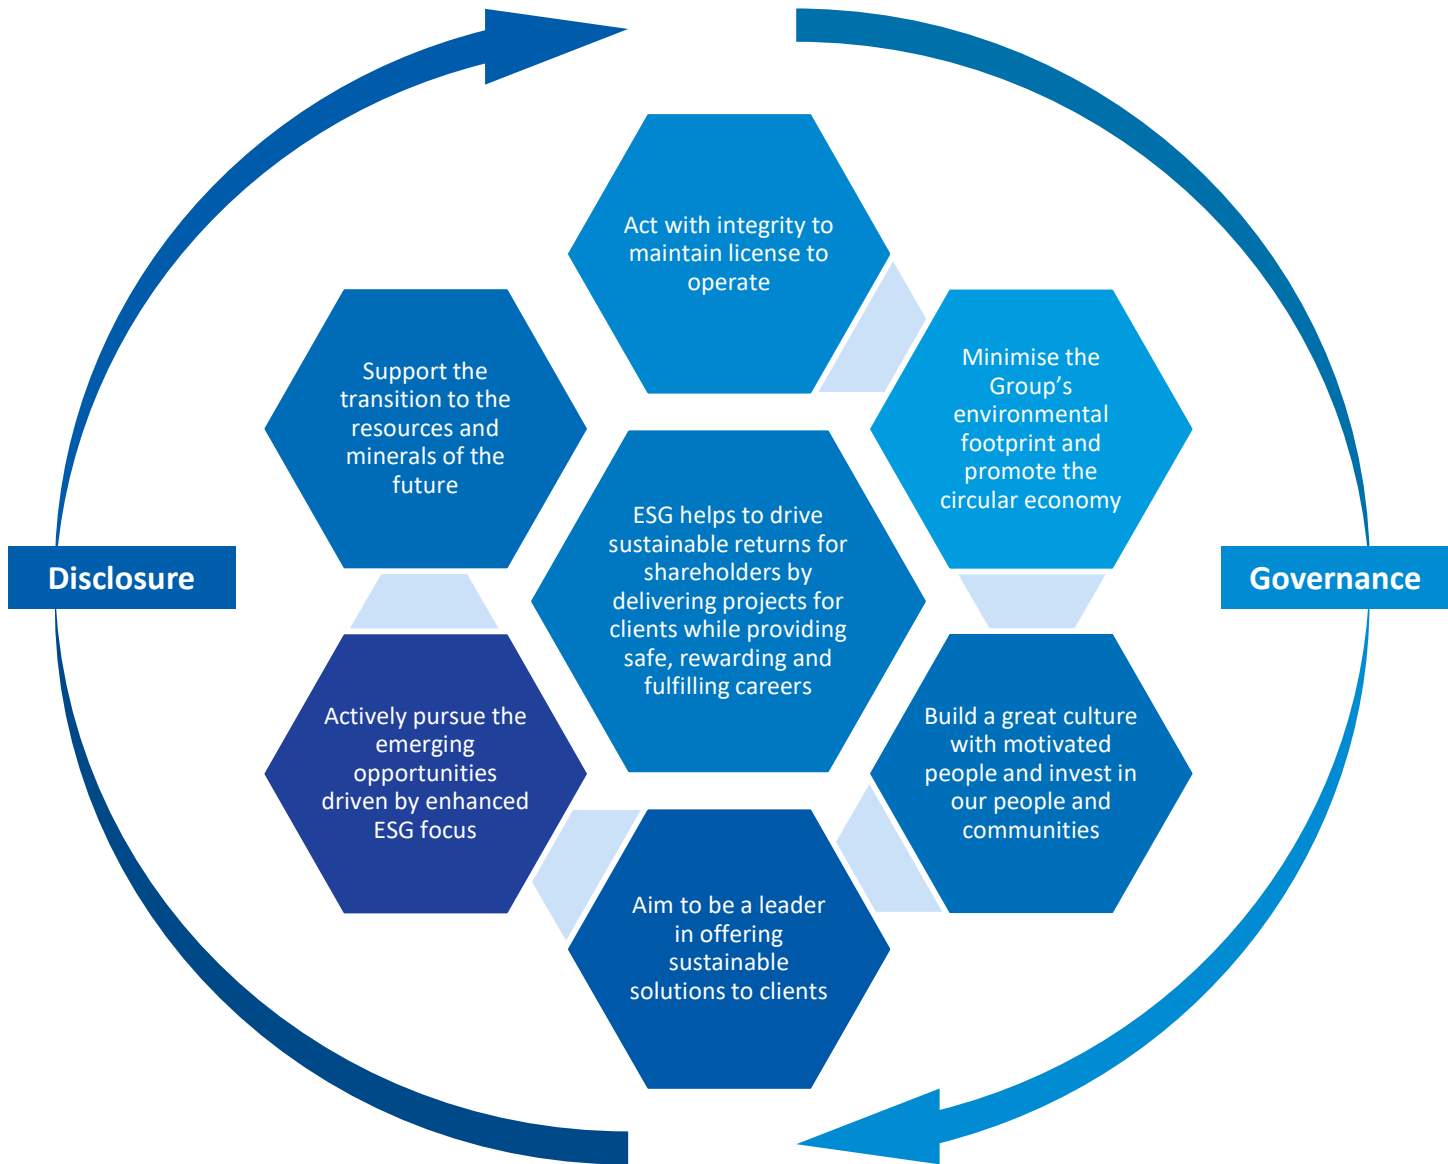 Act with integrity to
maintain license to
operate
Minimise the
Group’s
environmental
footprint and
promote the
circular economy
Support the
transition to the
resources and
minerals of the
future
ESG helps to drive
sustainable returns for
shareholders by
delivering projects for
clients while providing
safe, rewarding and
fulfilling careers
Disclosure
Governance
Actively pursue the
emerging
opportunities
driven by enhanced
ESG focus
Build a great culture
with motivated
people and invest in
our people and
communities
Aim to be a leader
in offering
sustainable
solutions to clients